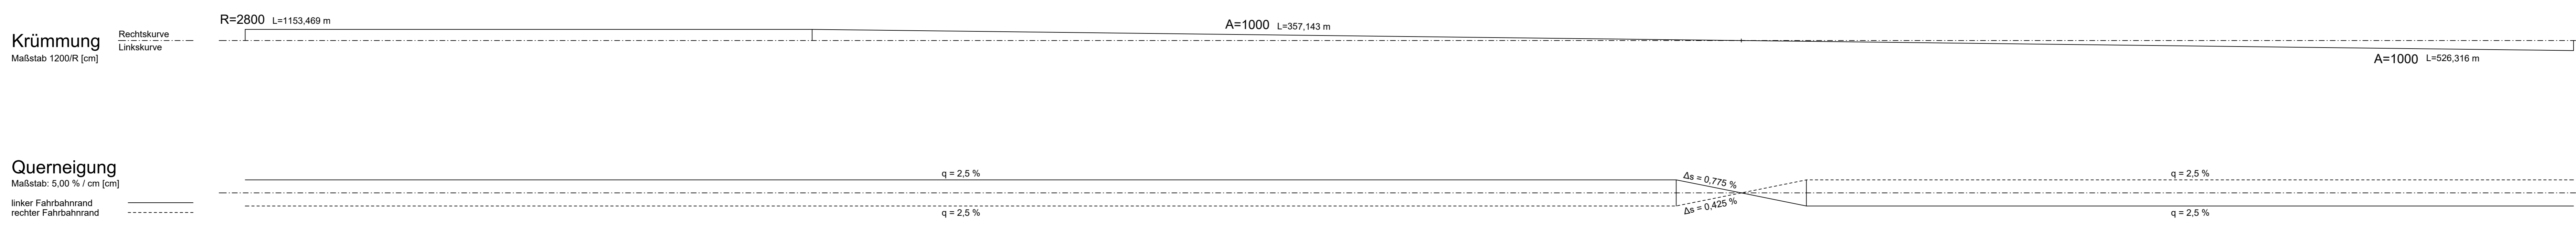 R=2800 L=1153,469 m
A=1000 L=357,143 m
Krümmung
Rechtskurve
Linkskurve
Maßstab 1200/R [cm]
A=1000 L=526,316 m
Querneigung
Maßstab: 5,00 % / cm [cm]
q = 2,5 %
Δs = 0,775 %
q = 2,5 %
linker Fahrbahnrand
rechter Fahrbahnrand
q = 2,5 %
Δs = 0,425 %
q = 2,5 %